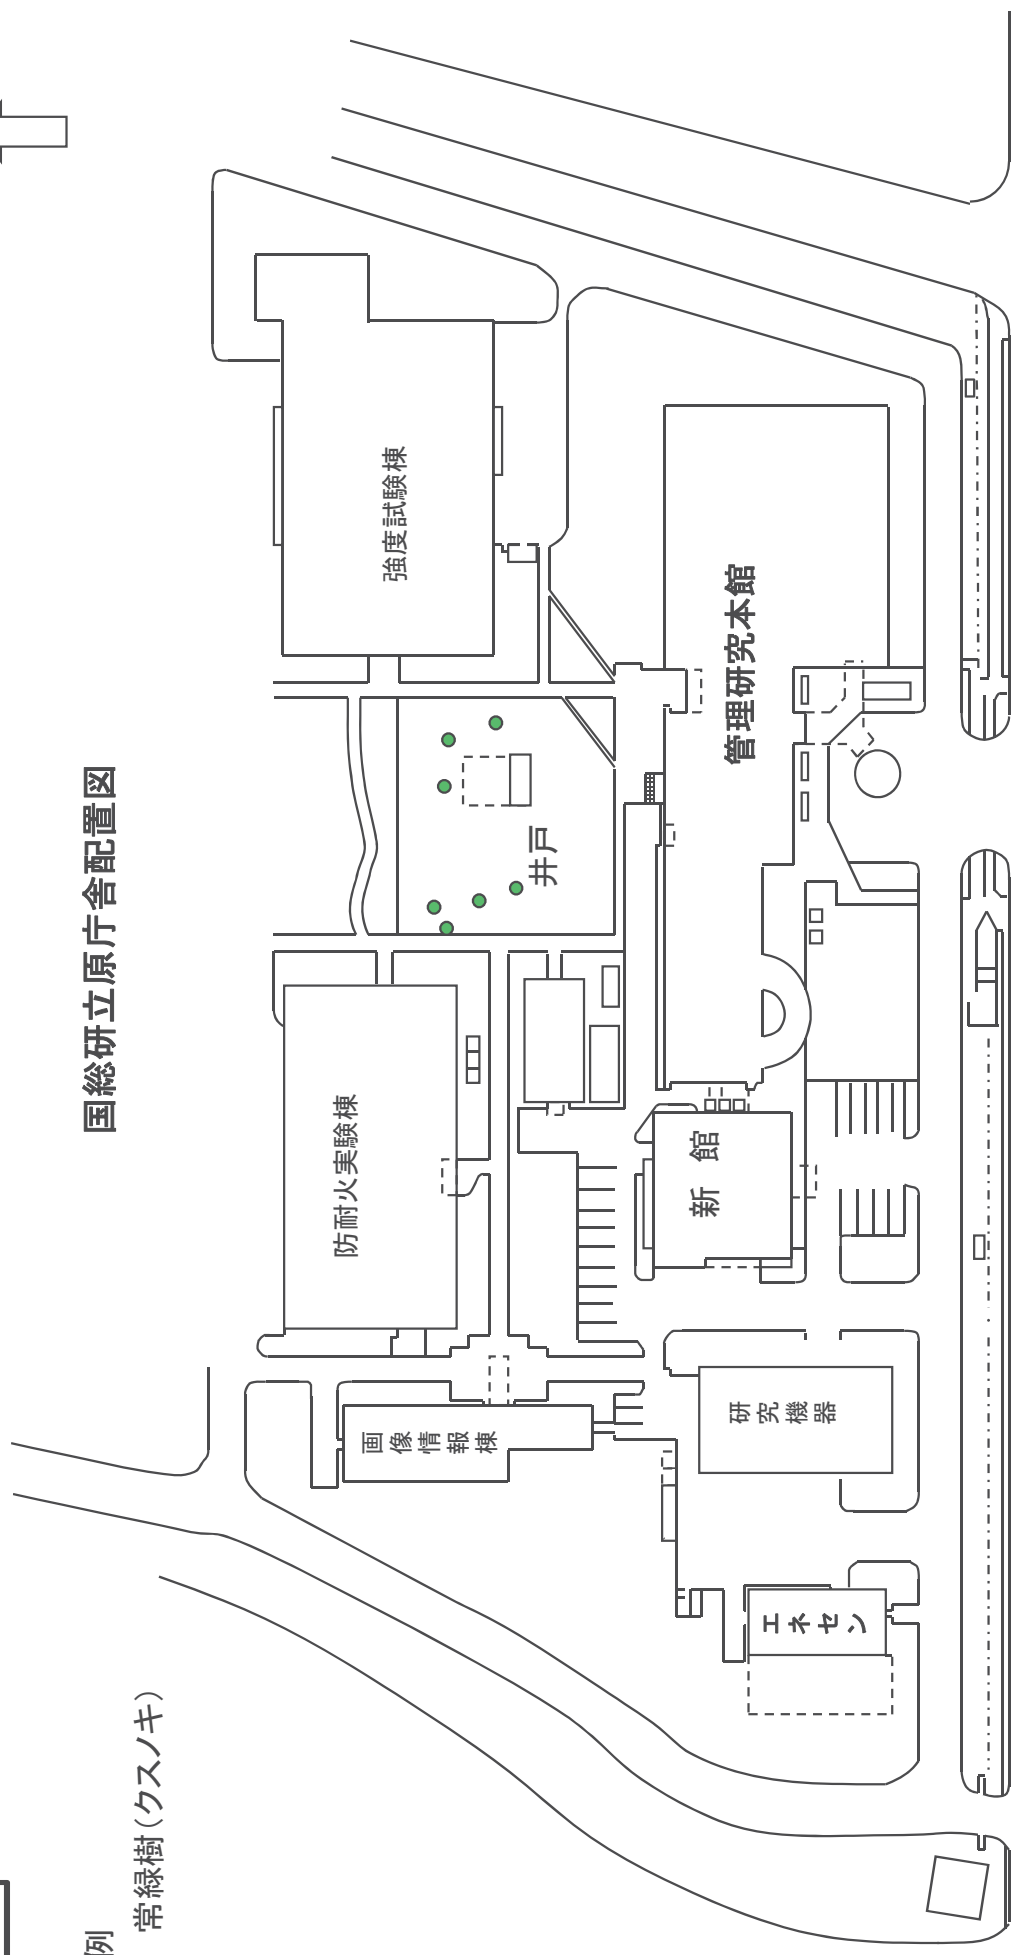 国総研立原庁舎配置図
例
常緑樹（クスノキ）
強度試験棟
防耐火実験棟
井戸
画像情報棟
管理研究本館
新 館
研究機器
エネセン